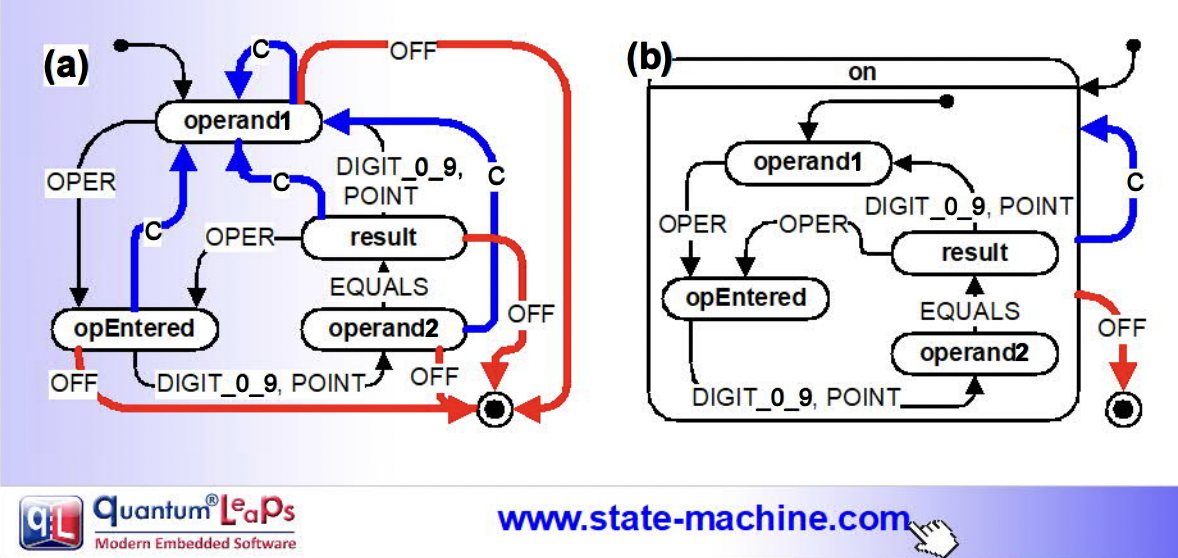 (a)
C
OFF
operand1
OPER
DIGIT_0_9,
POINT
C
C
C
OPER
result
EQUALS
OFF
opEntered
operand2
OFF
DIGIT_0_9, POINT
OFF
(b)
on
operand1
C
OPER
OPER
DIGIT_0_9, POINT
result
opEntered
EQUALS
OFF
operand2
DIGIT_0_9, POINT
qL
quantum® LeaPs
Modern Embedded Software
www.state-machine.com